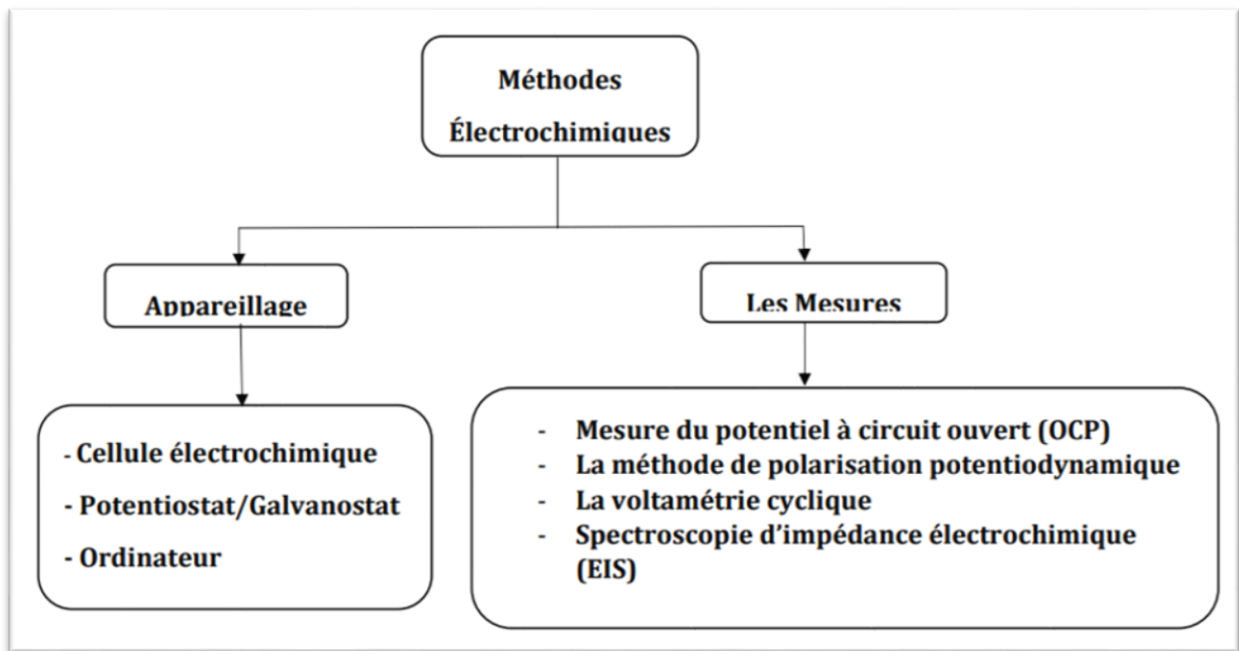 Méthodes
Électrochimiques
Appareillage
Les Mesures
- Cellule électrochimique
- Potentiostat/Galvanostat
- Ordinateur
- Mesure du potentiel à circuit ouvert (OCP)
- La méthode de polarisation potentiodynamique
- La voltamétrie cyclique
- Spectroscopie d’impédance électrochimique
(EIS)